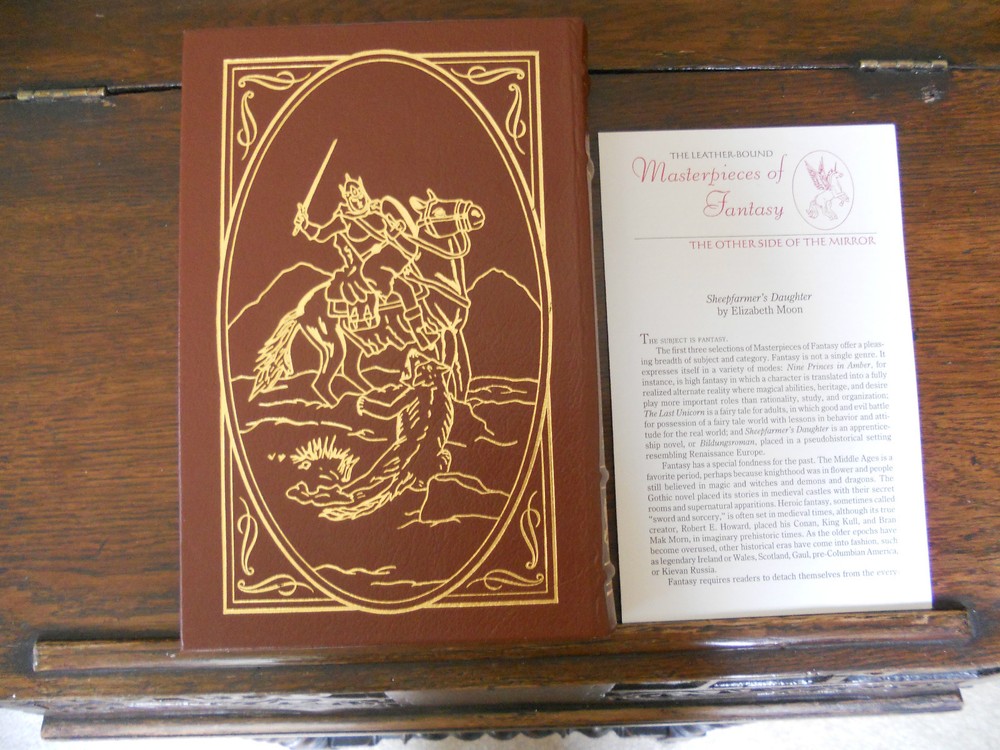 THE LEATHER-BOUND
Masterpieces of
Fantasy
THE OTHER SIDE OF THE MIRROR
Sheepfarmer's Daughter
by Elizabeth Moon
THE SUBJECT IS FANTASY.
The first three selections of Masterpieces of Fantasy offer a pleas-
ing breadth of subject and category. Fantasy is not a single genre. It
expresses itself in a variety of modes: Nine Princes in Amber, for
instance, is high fantasy in which a character is translated into a fully
realized alternate reality where magical abilities, heritage, and desire
play more important roles than rationality, study, and organization;
The Last Unicorn is a fairy tale for adults, in which good and evil battle
for possession of a fairy tale world with lessons in behavior and atti-
tude for the real world; and Sheepfarmer's Daughter is an apprentice-
ship novel, or Bildungsroman, placed in a pseudohistorical setting
resembling Renaissance Europe.
Fantasy has a special fondness for the past. The Middle Ages is a
favorite period, perhaps because knighthood was in flower and people
still believed in magic and witches and demons and dragons. The
Gothic novel placed its stories in medieval castles with their secret
rooms and supernatural apparitions. Heroic fantasy, sometimes called
"sword and sorcery," is often set in medieval times, although its true
creator, Robert E. Howard, placed his Conan, King Kull, and Bran
Mak Morn, in imaginary prehistoric times. As the older epochs have
become overused, other historical eras have come into fashion, such
as legendary Ireland or Wales, Scotland, Gaul, pre-Columbian America,
or Kievan Russia.
Fantasy requires readers to detach themselves from the every-